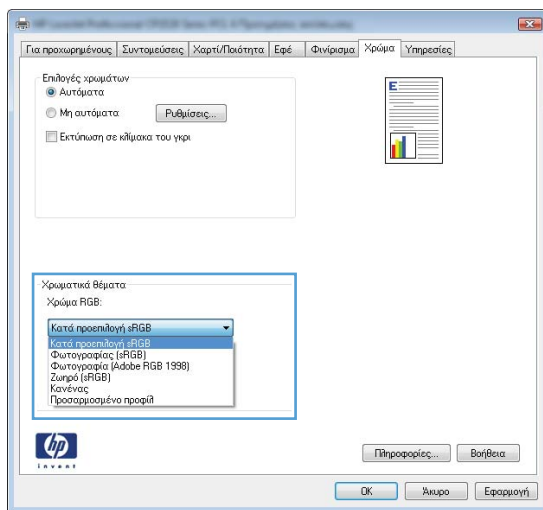 Για προχωρημένους Συντομεύσεις Χαρτί/Ποιότητα Εφέ Φινίρισμα Χρώμα Υπηρεσίες
Επιλογές χρωμάτων
Αυτόματα
Μη αυτόματα Ρυθμίσεις...
Εκτύπωση σε κλίμακα του γκρι
E
Χρωματικά θέματα
Χρώμα RGB:
Κατά προεπιλογή sRGB
Κατά προεπιλογή sRGB
Φωτογραφίας (sRGB)
Φωτογραφία (Adobe RGB 1998)
Ζωηρό (sRGB)
Κανένας
Προσαρμοσμένο προφίλ
hp
invent
Πληροφορίες... Βοήθεια
OK Άκυρο Εφαρμογή